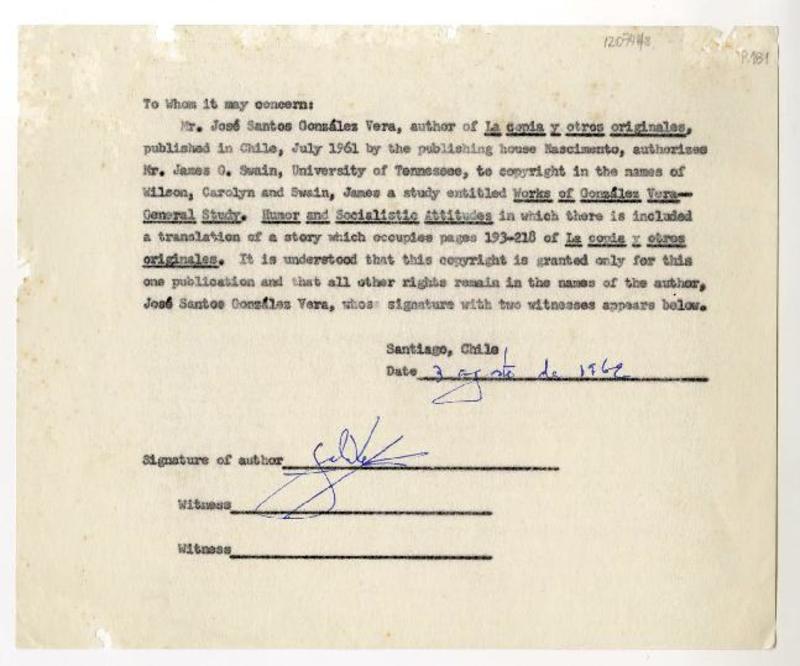 1207448
P.181
To Whom it may concern:
Mr. José Santos González Vera, author of La copia y otros originales,
published in Chile, July 1961 by the publishing house Nascimento, authorizes
Mr. James O. Swain, University of Tennessee, to copyright in the names of
Wilson, Carolyn and Swain, James a study entitled Works of González Vera—
General Study. Humor and Socialistic Attitudes in which there is included
a translation of a story which occupies pages 193-218 of La copia y otros
originales. It is understood that this copyright is granted only for this
one publication and that all other rights remain in the names of the author,
José Santos González Vera, whose signature with two witnesses appears below.
Santiago, Chile
Date 3 agosto de 1962
Signature of author
Witness
Witness